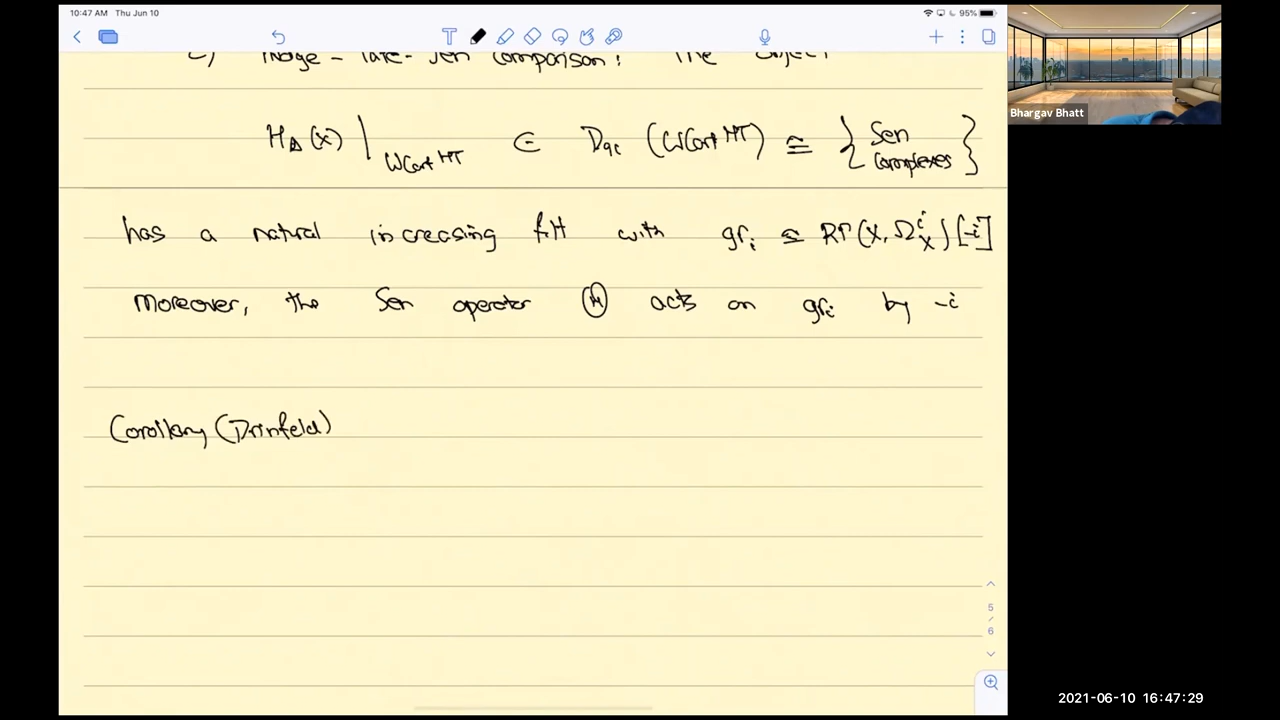 10:47 AM Thu Jun 10
95%
c) Hodge-Tate-Sen Comparison: The object
H_Δ(X) |_{WCart^HT} ∈ D_qc (WCart^HT) ≅ { Sen Complexes }
has a natural increasing filt with gr_i ≅ RΓ(X, Ω^i_X)[-i]
Moreover, the Sen operator Θ acts on gr_i by -i
Corollary (Drinfeld)
5
/
6
Bhargav Bhatt
2021-06-10 16:47:29